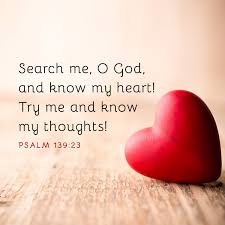 Search me, O God,
and know my heart!
Try me and know
my thoughts!
PSALM 139:23